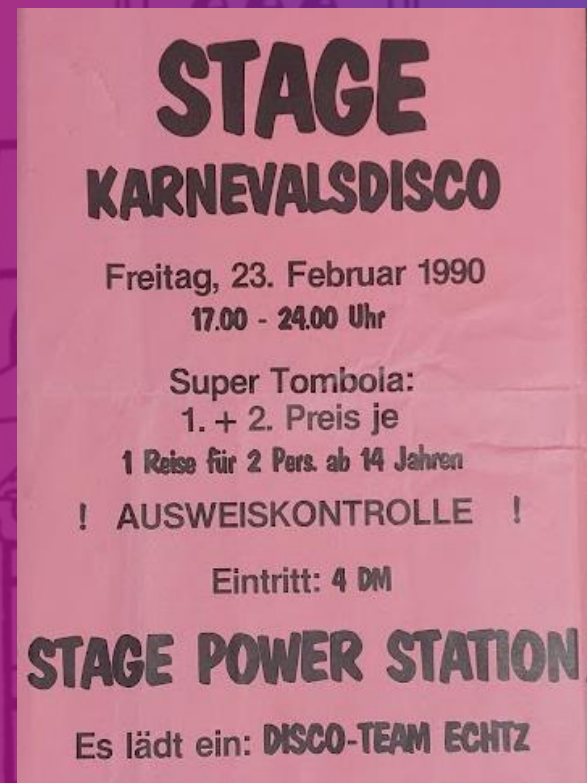 STAGE
KARNEVALSDISCO
Freitag, 23. Februar 1990
17.00 - 24.00 Uhr
Super Tombola:
1. + 2. Preis je
1 Reise für 2 Pers. ab 14 Jahren
! AUSWEISKONTROLLE !
Eintritt: 4 DM
STAGE POWER STATION
Es lädt ein: DISCO-TEAM ECHTZ